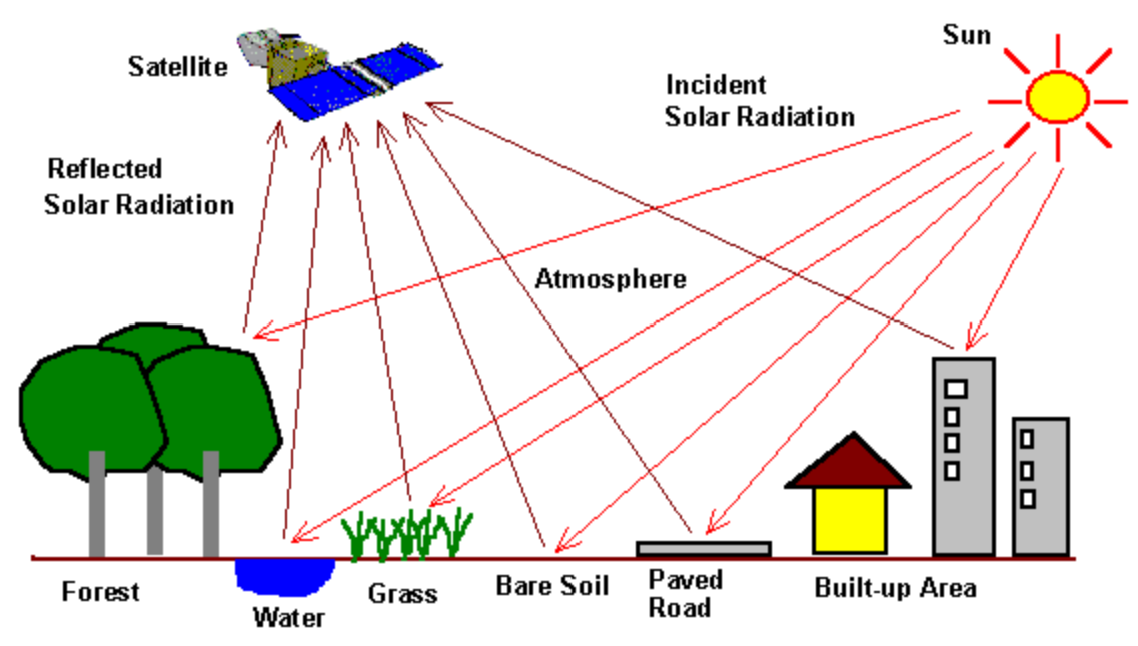 Sun
Satellite
Incident
Solar Radiation
Reflected
Solar Radiation
Atmosphere
Forest
Water
Grass
Bare Soil
Paved
Road
Built-up Area